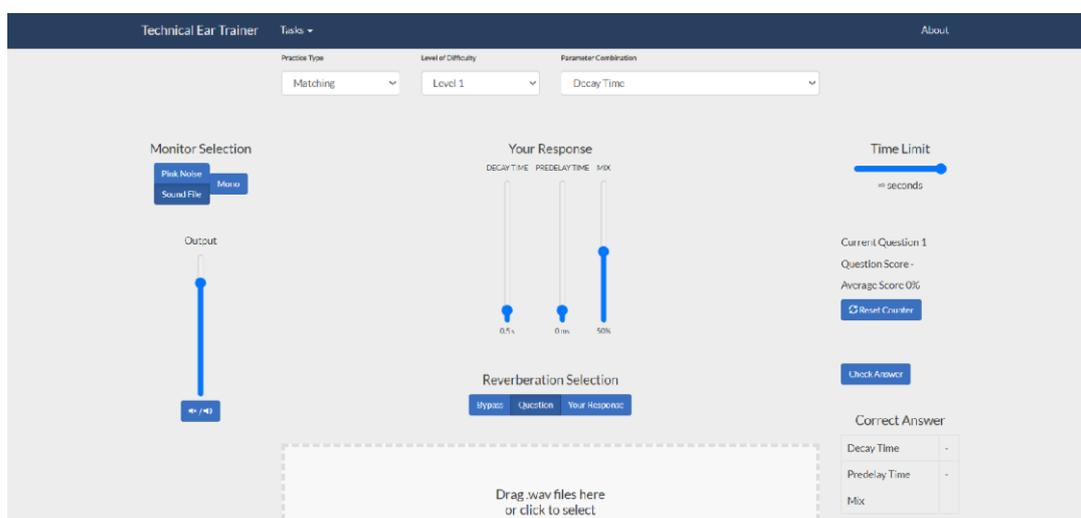 Technical Ear Trainer Tasks About
Practice Type Level of Difficulty Parameter Combination
Matching Level 1 Decay Time
Monitor Selection
Pink Noise
Sound File
Mono
Output
Your Response
DECAY TIME PREDELAY TIME MIX
0.5 s 0 ms 50%
Reverberation Selection
Bypass Question Your Response
Drag .wav files here
or click to select
Time Limit
∞ seconds
Current Question 1
Question Score -
Average Score 0%
Reset Counter
Check Answer
Correct Answer
Decay Time -
Predelay Time -
Mix